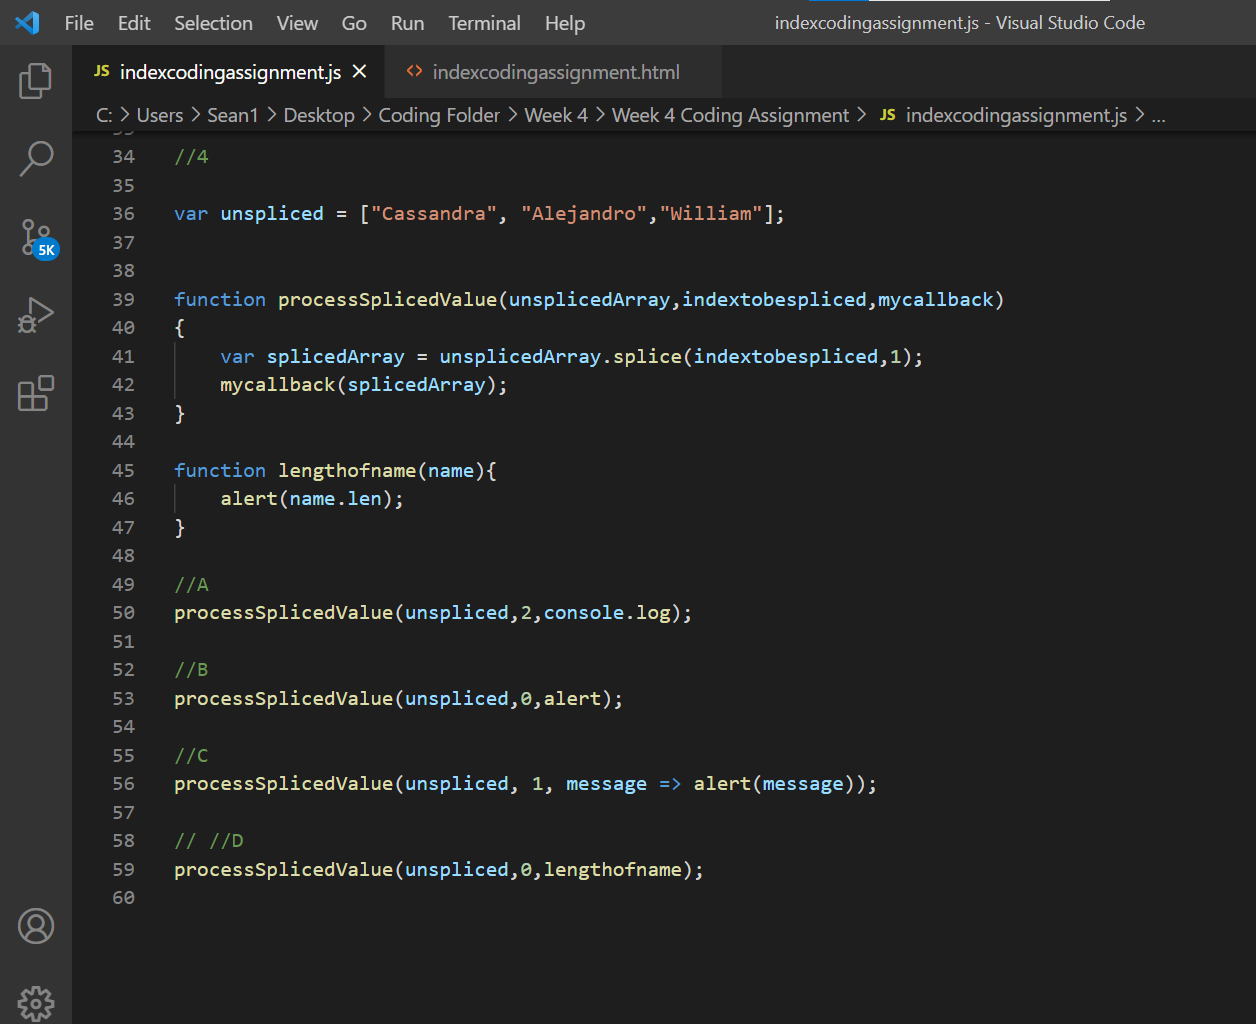 File Edit Selection View Go Run Terminal Help indexcodingassignment.js - Visual Studio Code
JS indexcodingassignment.js × <> indexcodingassignment.html
C: > Users > Sean1 > Desktop > Coding Folder > Week 4 > Week 4 Coding Assignment > JS indexcodingassignment.js > ...
34 //4
35
36 var unspliced = ["Cassandra", "Alejandro","William"];
37
38
39 function processSplicedValue(unsplicedArray,indextobespliced,mycallback)
40 {
41 var splicedArray = unsplicedArray.splice(indextobespliced,1);
42 mycallback(splicedArray);
43 }
44
45 function lengthofname(name){
46 alert(name.len);
47 }
48
49 //A
50 processSplicedValue(unspliced,2,console.log);
51
52 //B
53 processSplicedValue(unspliced,0,alert);
54
55 //C
56 processSplicedValue(unspliced, 1, message => alert(message));
57
58 // //D
59 processSplicedValue(unspliced,0,lengthofname);
60
5K